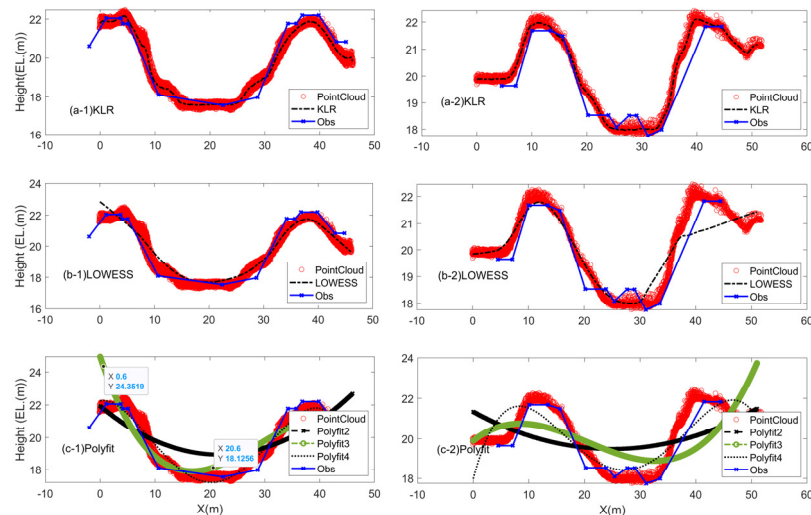 22
20
18
16
Height(EL.(m)
(a-1)KLR
PointCloud
KLR
Obs
-10 0 10 20 30 40 50
22
21
20
19
18
(a-2)KLR
PointCloud
KLR
Obs
-10 0 10 20 30 40 50 60
24
22
20
18
16
Height (EL.(m)
(b-1)LOWESS
PointCloud
LOWESS
Obs
-10 0 10 20 30 40 50
22
21
20
19
18
(b-2)LOWESS
PointCloud
LOWESS
Obs
-10 0 10 20 30 40 50 60
24
22
20
18
Height (EL.(m)
X 0.6
Y 24.3619
X 20.6
Y 18.1256
(c-1)Polyfit
PointCloud
Polyfit2
Polyfit3
Polyfit4
Obs
-10 0 10 20 30 40 50
X(m)
24
22
20
18
(c-2)Polyfit
PointCloud
Polyfit2
Polyfit3
Polyfit4
Obs
-10 0 10 20 30 40 50 60
X(m)